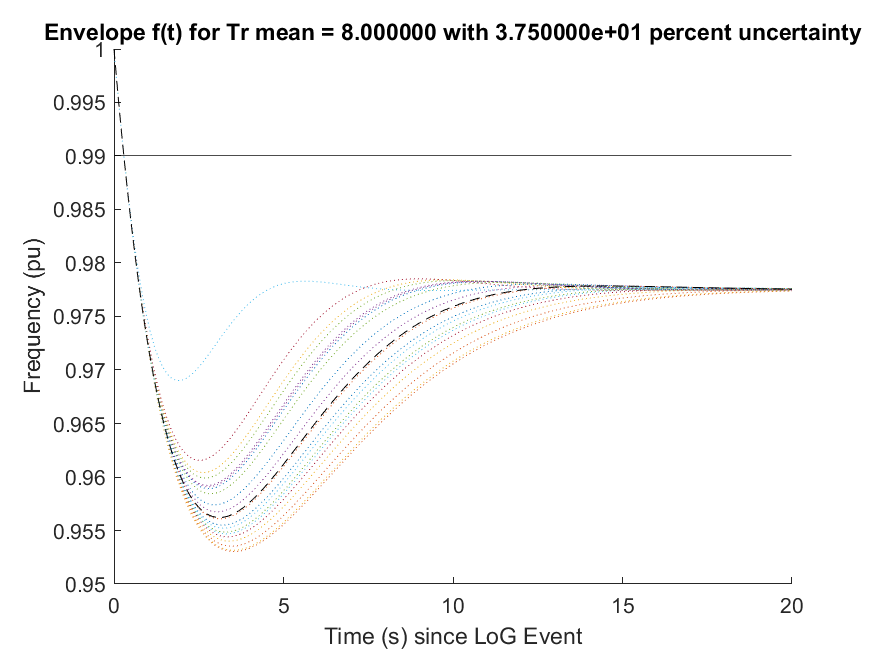 Envelope f(t) for Tr mean = 8.000000 with 3.750000e+01 percent uncertainty
1
0.995
0.99
0.985
0.98
0.975
0.97
0.965
0.96
0.955
0.95
Frequency (pu)
0 5 10 15 20
Time (s) since LoG Event